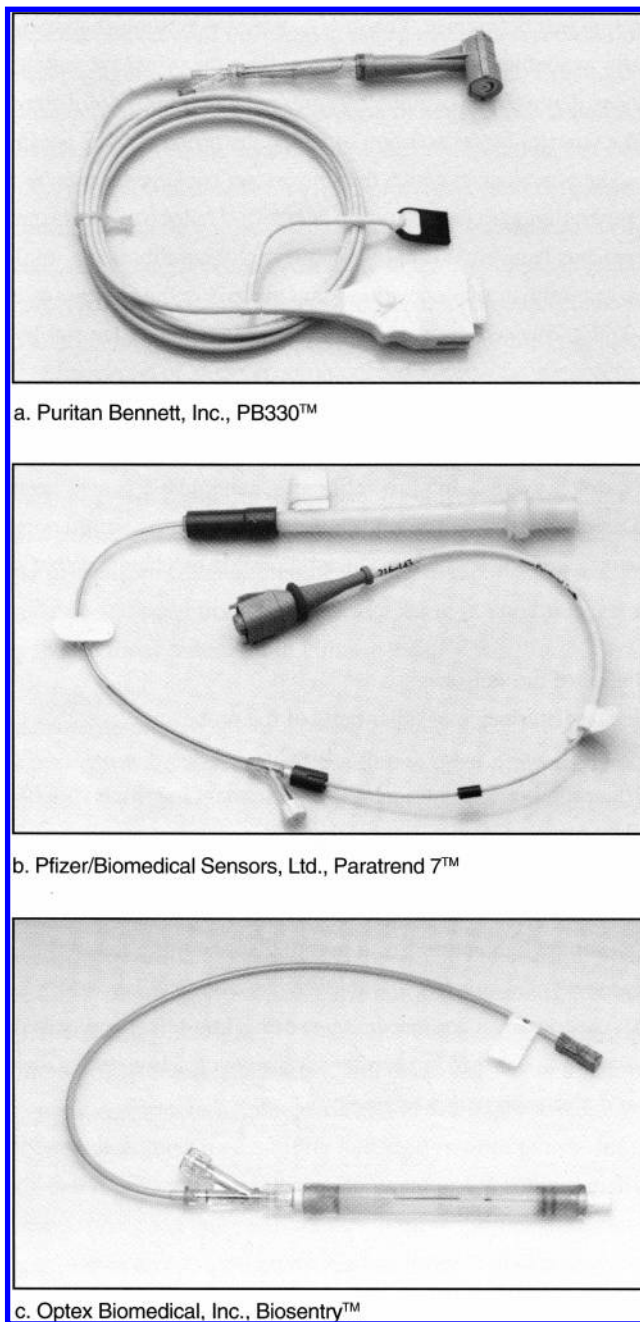 a. Puritan Bennett, Inc., PB330™
b. Pfizer/Biomedical Sensors, Ltd., Paratrend 7™
c. Optex Biomedical, Inc., Biosentry™